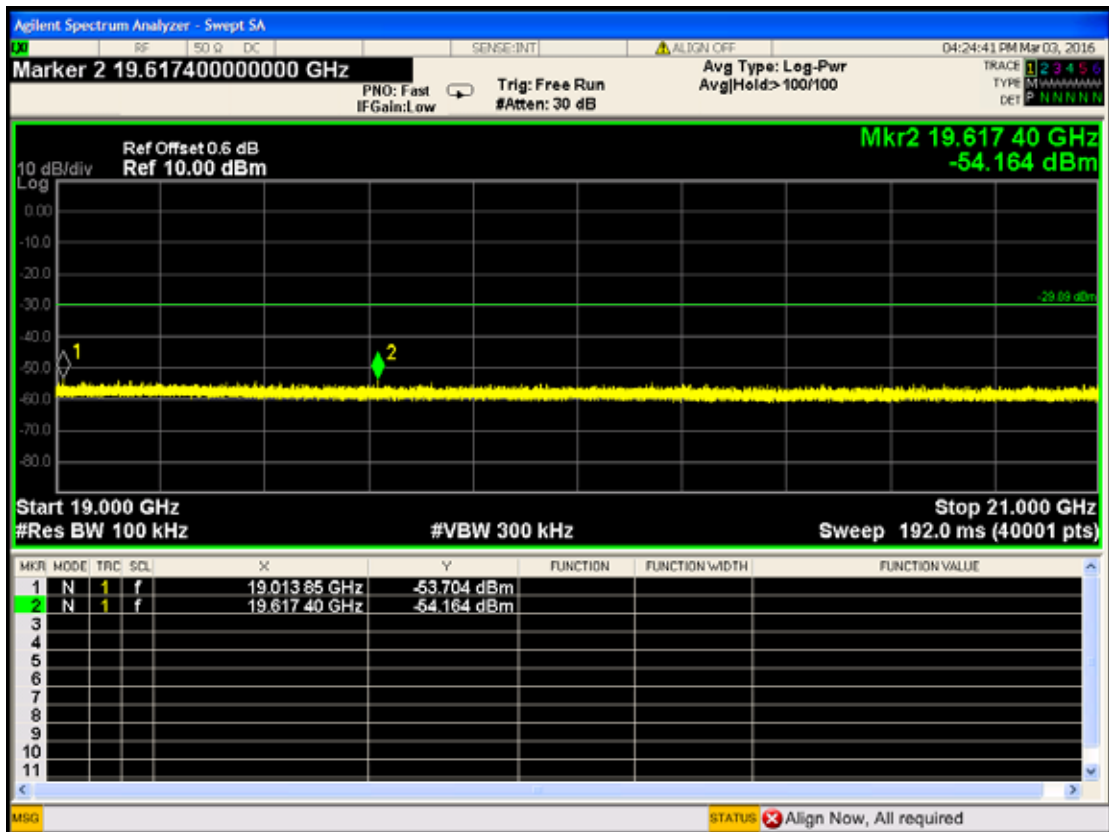 Agilent Spectrum Analyzer - Swept SA
LXI RF 50 Ω DC SENSE:INT ALIGN OFF 04:24:41 PM Mar 03, 2016
Marker 2 19.617400000000 GHz
PNO: Fast
IFGain:Low
Trig: Free Run
#Atten: 30 dB
Avg Type: Log-Pwr
Avg|Hold:> 100/100
TRACE 1 2 3 4 5 6
TYPE M WWWWW
DET P N N N N N
Mkr2 19.617 40 GHz
-54.164 dBm
Ref Offset 0.6 dB
10 dB/div Ref 10.00 dBm
Log
0.00
-10.0
-20.0
-29.09 dBm
-30.0
-40.0
1
2
-50.0
-60.0
-70.0
-80.0
Start 19.000 GHz Stop 21.000 GHz
#Res BW 100 kHz #VBW 300 kHz Sweep 192.0 ms (40001 pts)
MKR MODE TRC SCL X Y FUNCTION FUNCTION WIDTH FUNCTION VALUE
1 N 1 f 19.013 85 GHz -53.704 dBm
2 N 1 f 19.617 40 GHz -54.164 dBm
3
4
5
6
7
8
9
10
11
MSG STATUS Align Now, All required